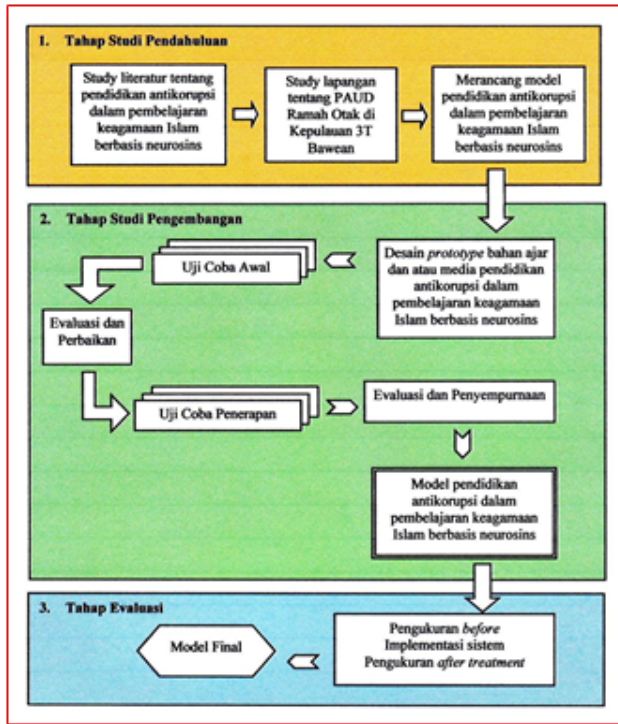 1. Tahap Studi Pendahuluan
Study literatur tentang
pendidikan antikorupsi
dalam pembelajaran
keagamaan Islam
berbasis neurosins
Study lapangan
tentang PAUD
Ramah Otak di
Kepulauan 3T
Bawean
Merancang model
pendidikan antikorupsi
dalam pembelajaran
keagamaan Islam
berbasis neurosins
2. Tahap Studi Pengembangan
Desain prototype bahan ajar
dan atau media pendidikan
antikorupsi dalam
pembelajaran keagamaan
Islam berbasis neurosins
Uji Coba Awal
Evaluasi dan
Perbaikan
Uji Coba Penerapan
Evaluasi dan Penyempurnaan
Model pendidikan
antikorupsi dalam
pembelajaran keagamaan
Islam berbasis neurosins
3. Tahap Evaluasi
Pengukuran before
Implementasi sistem
Pengukuran after treatment
Model Final